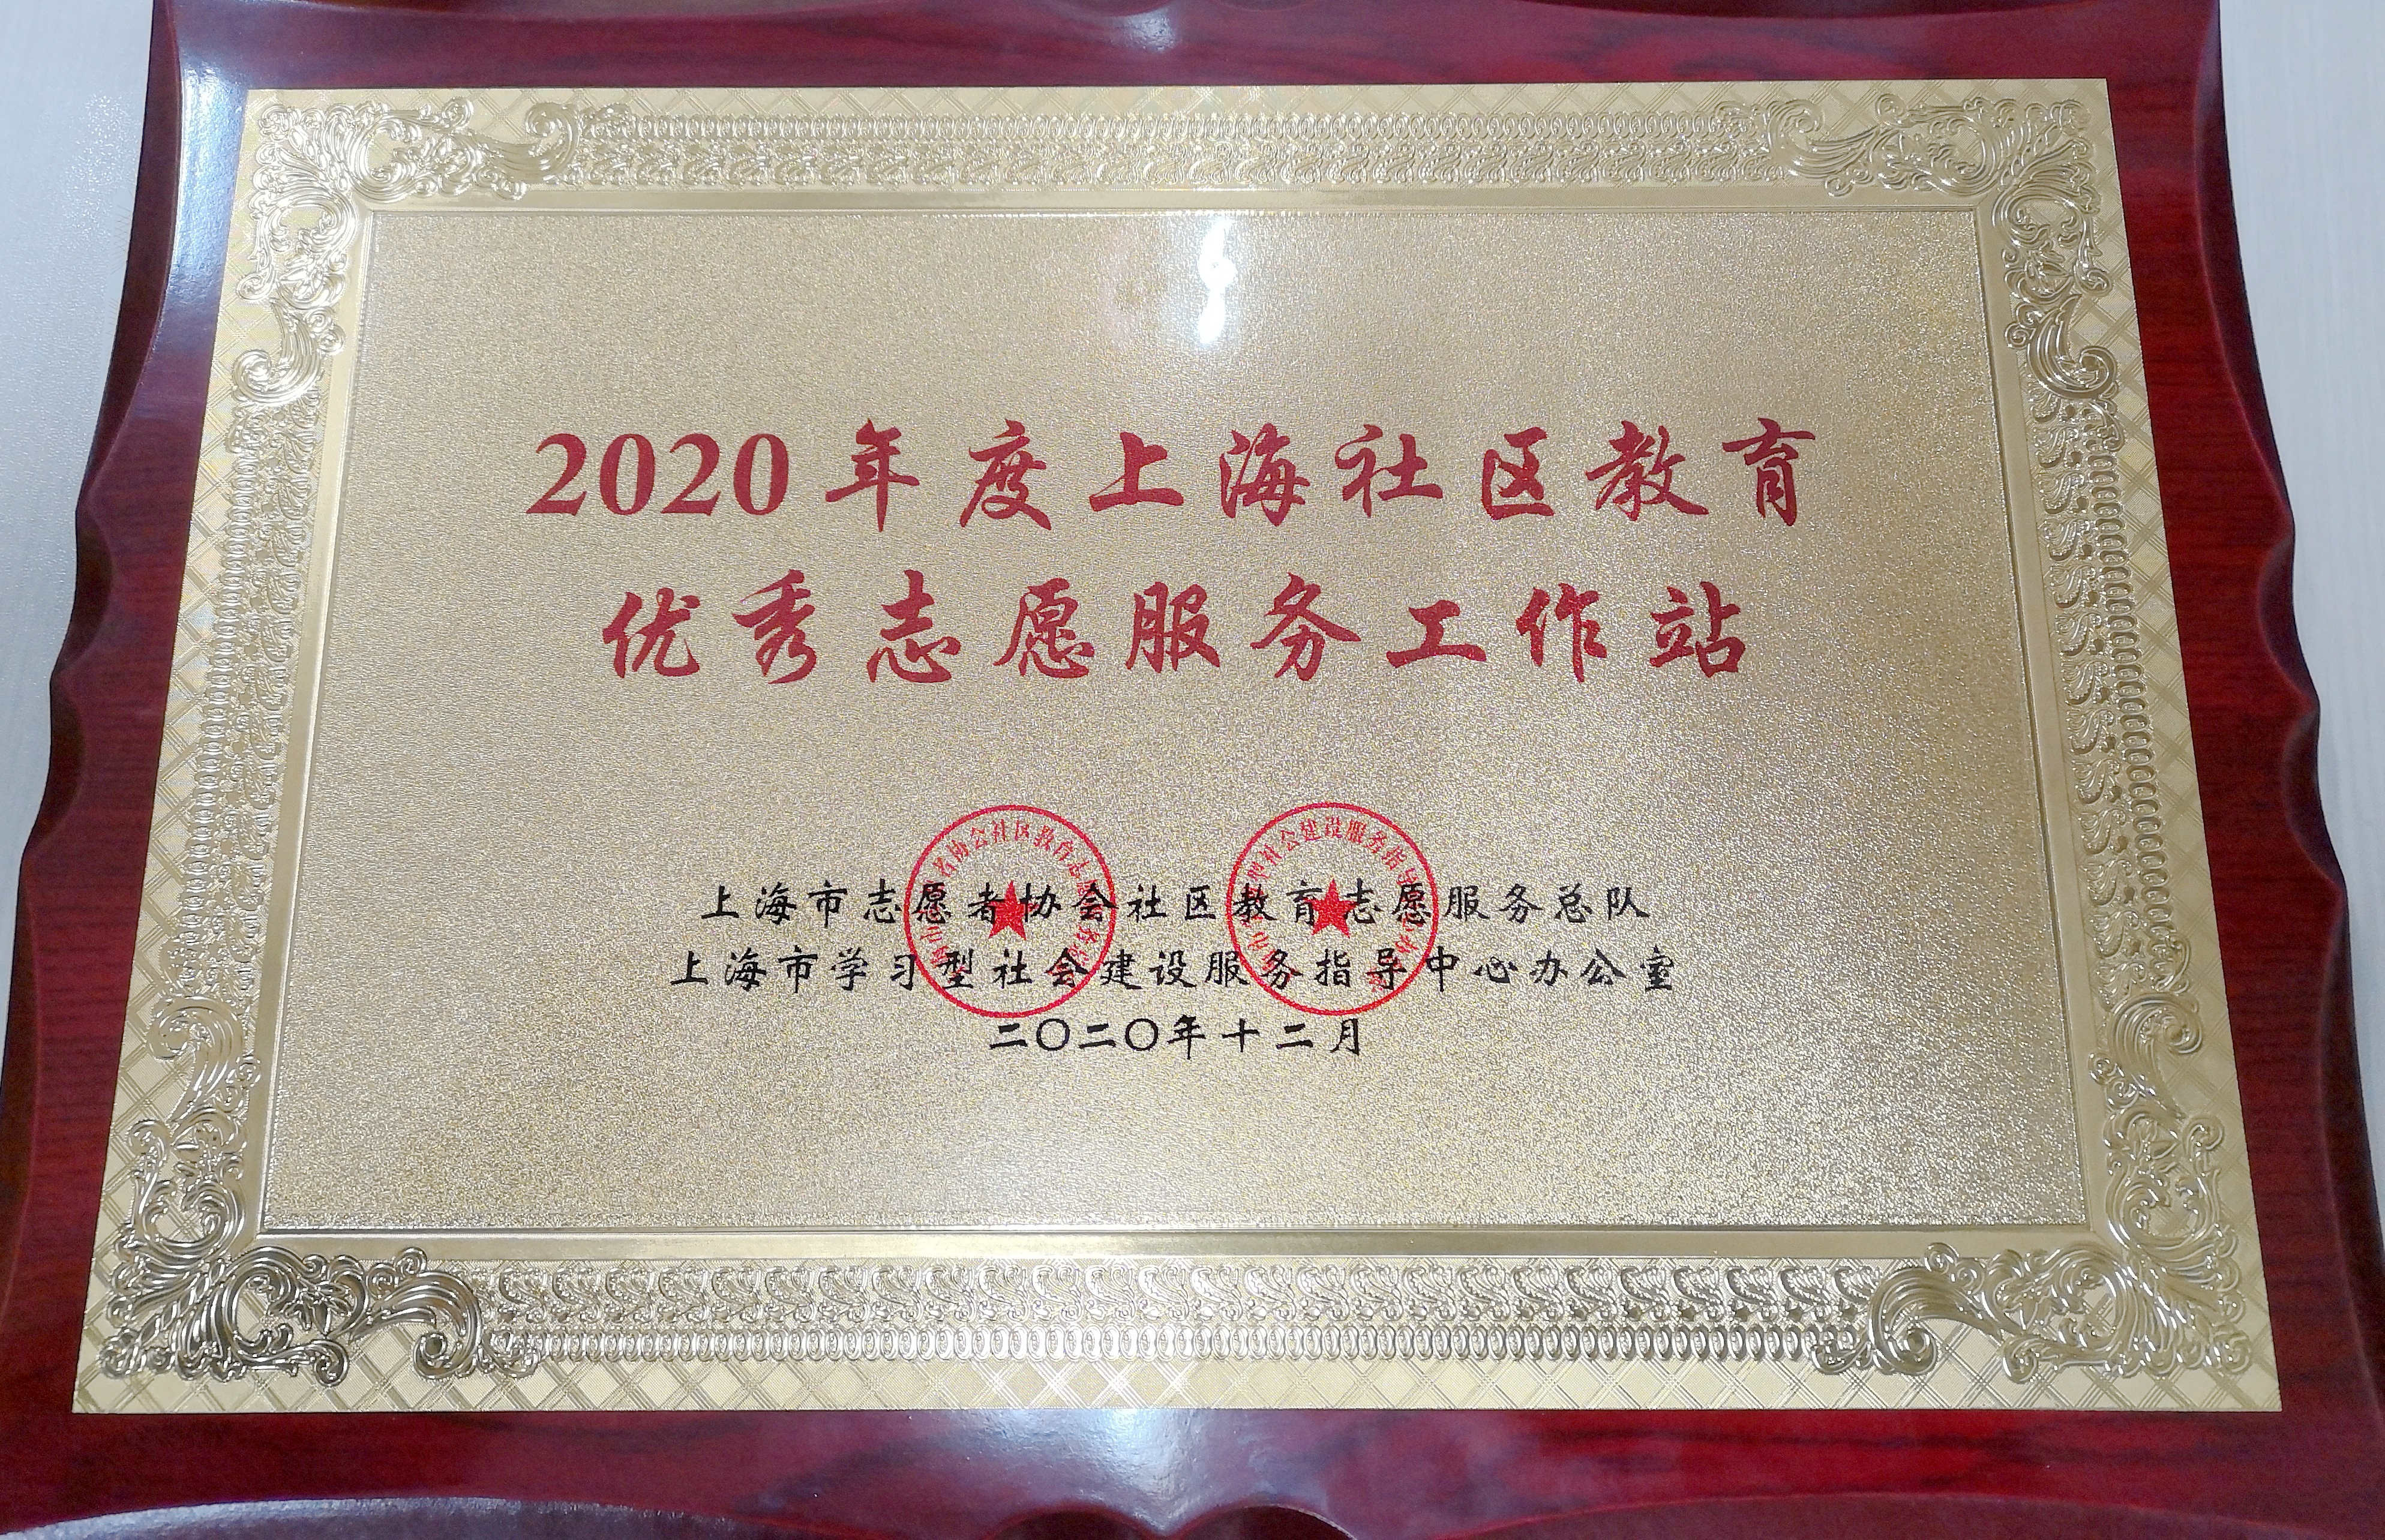 2020年度上海社区教育
优秀志愿服务工作站
上海市志愿者协会社区教育志愿服务总队
上海市学习型社会建设服务指导中心办公室
二〇二〇年十二月